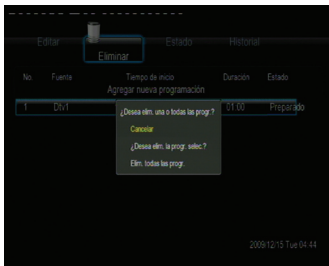 Editar Estado Historial
Eliminar
No. Fuente Tiempo de inicio Duración Estado
Agregar nueva programación
1 Dtv1 01:00 Preparado
¿Desea elim. una o todas las progr.?
Cancelar
¿Desea elim. la progr. selec.?
Elim. todas las progr.
2009/12/15 Tue 04:44